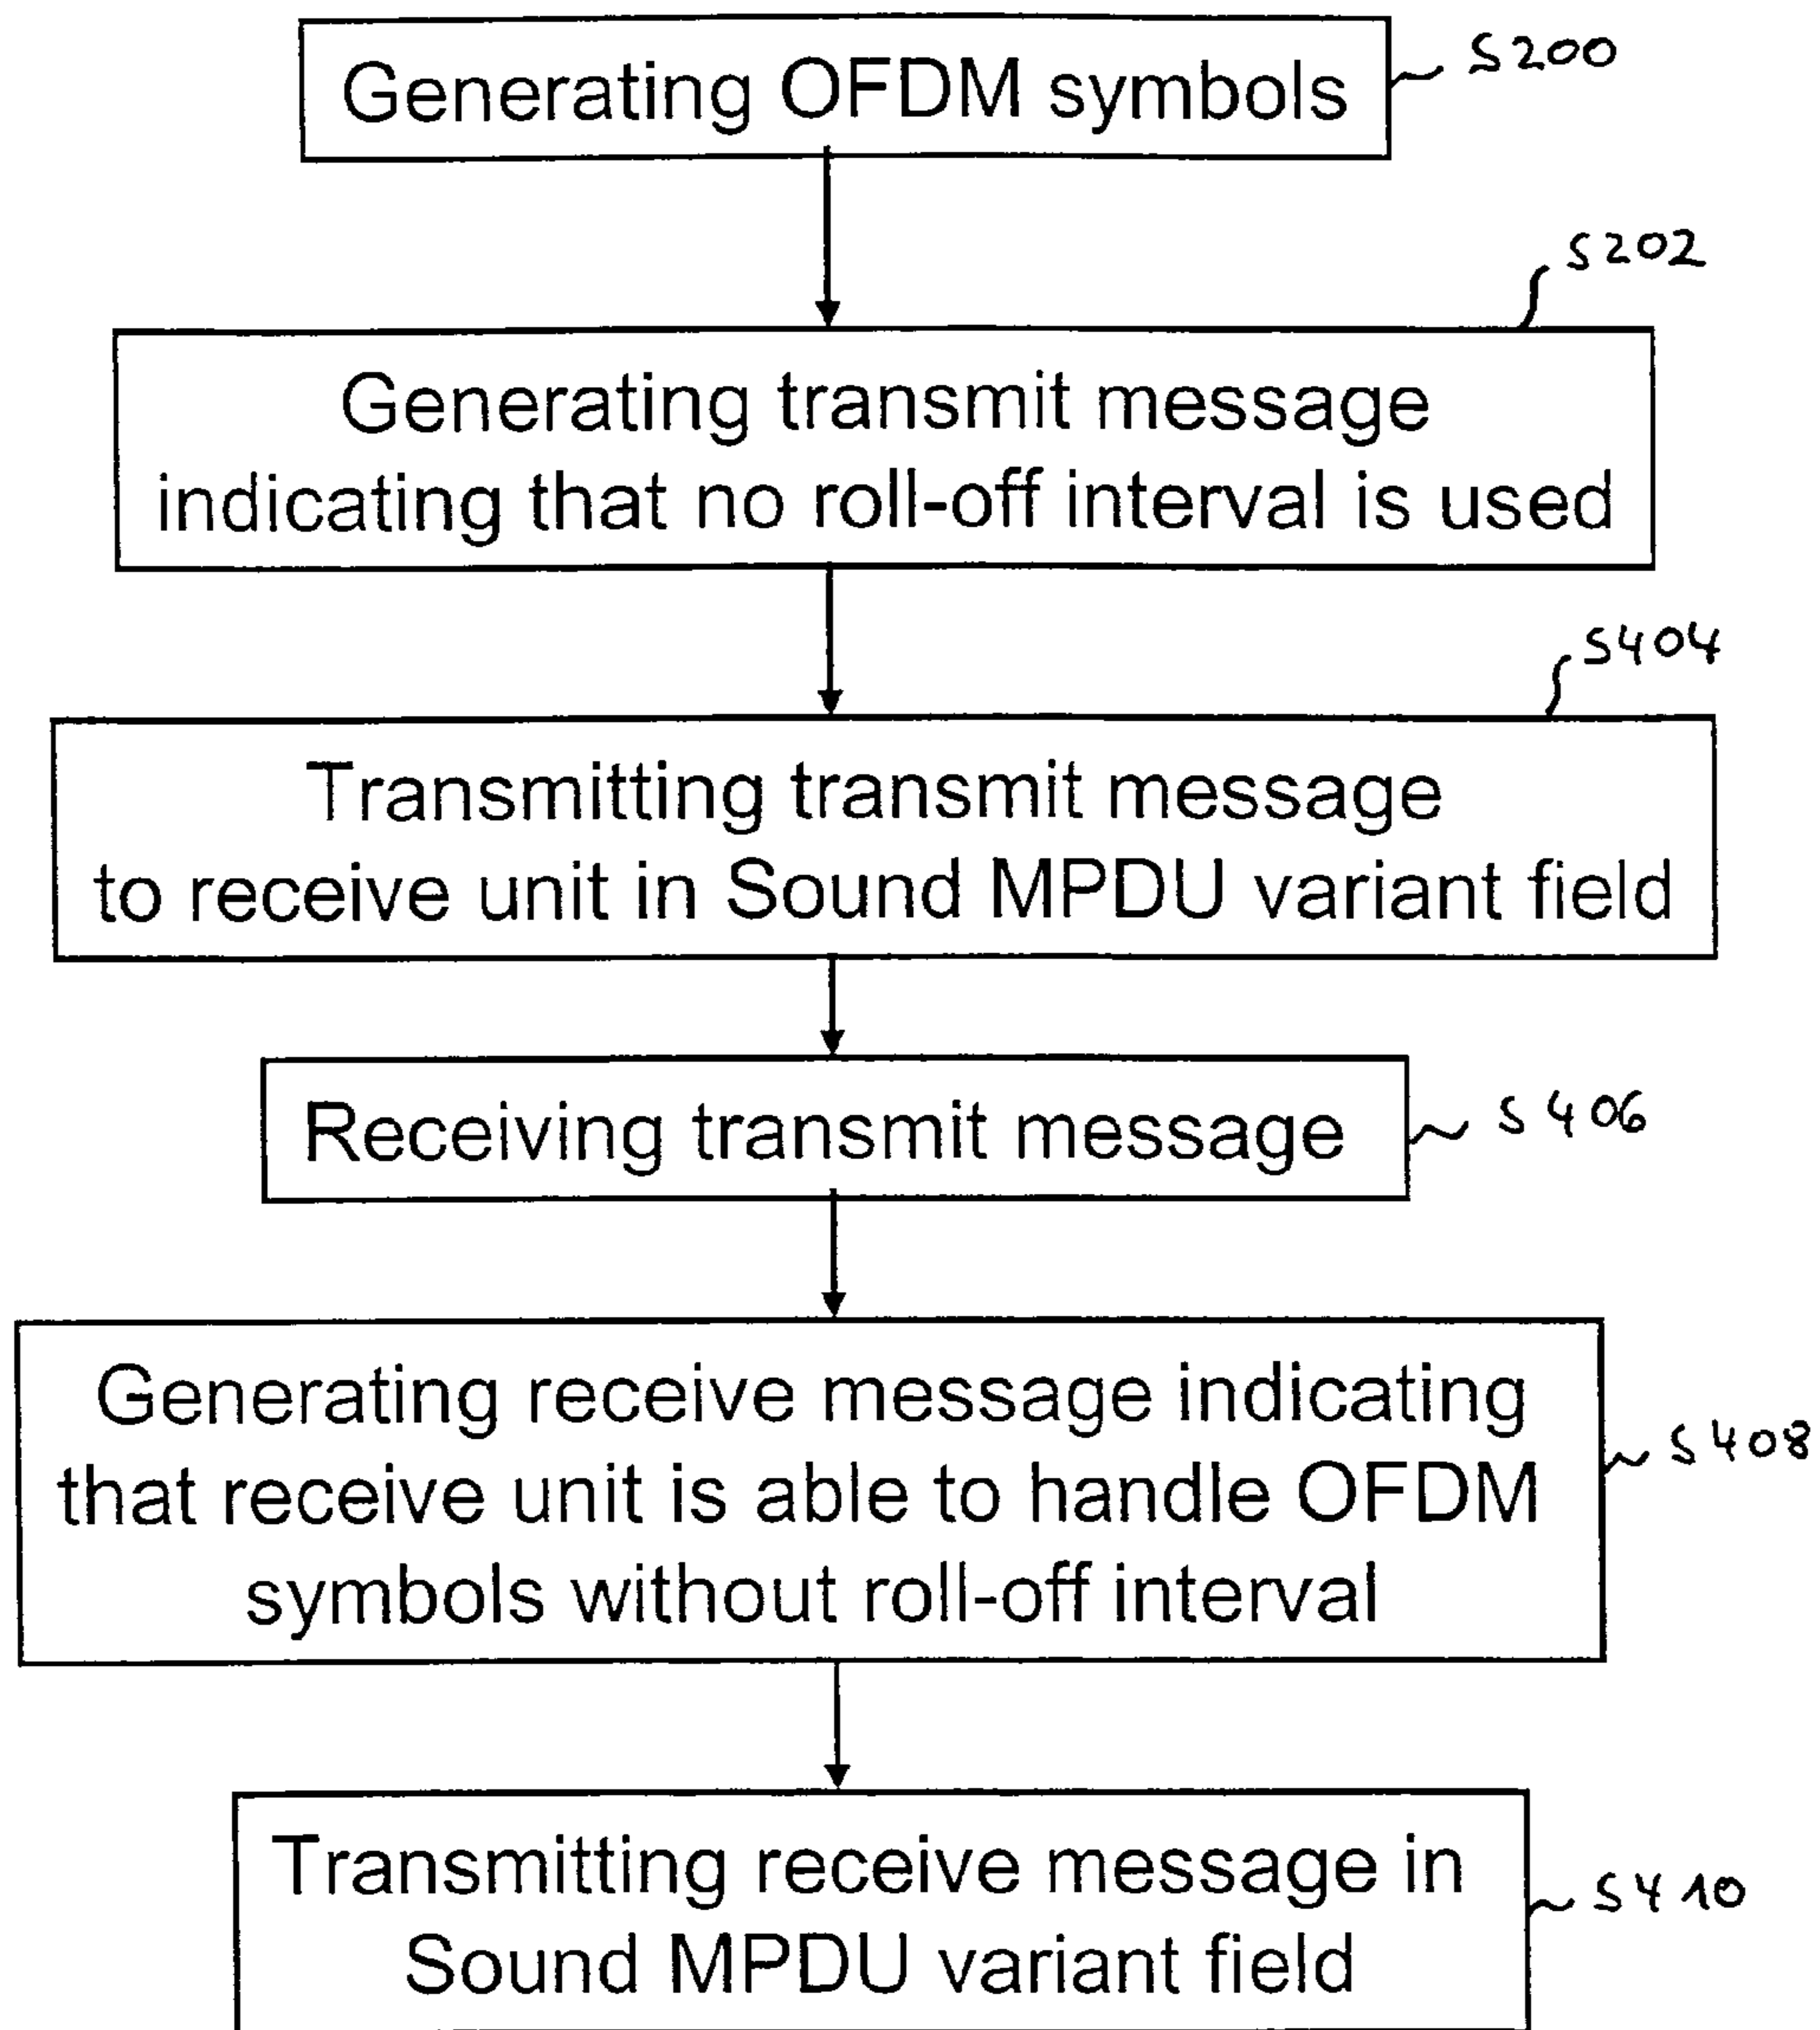 Generating OFDM symbols
S200
S202
Generating transmit message
indicating that no roll-off interval is used
S404
Transmitting transmit message
to receive unit in Sound MPDU variant field
Receiving transmit message
S406
Generating receive message indicating
that receive unit is able to handle OFDM
symbols without roll-off interval
S408
Transmitting receive message in
Sound MPDU variant field
S410